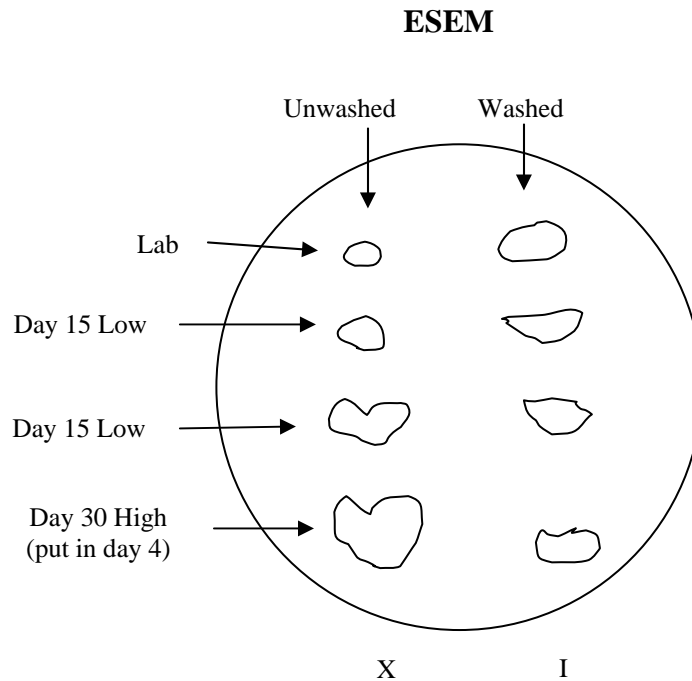 ESEM
Unwashed Washed
Lab
Day 15 Low
Day 15 Low
Day 30 High
(put in day 4)
X I